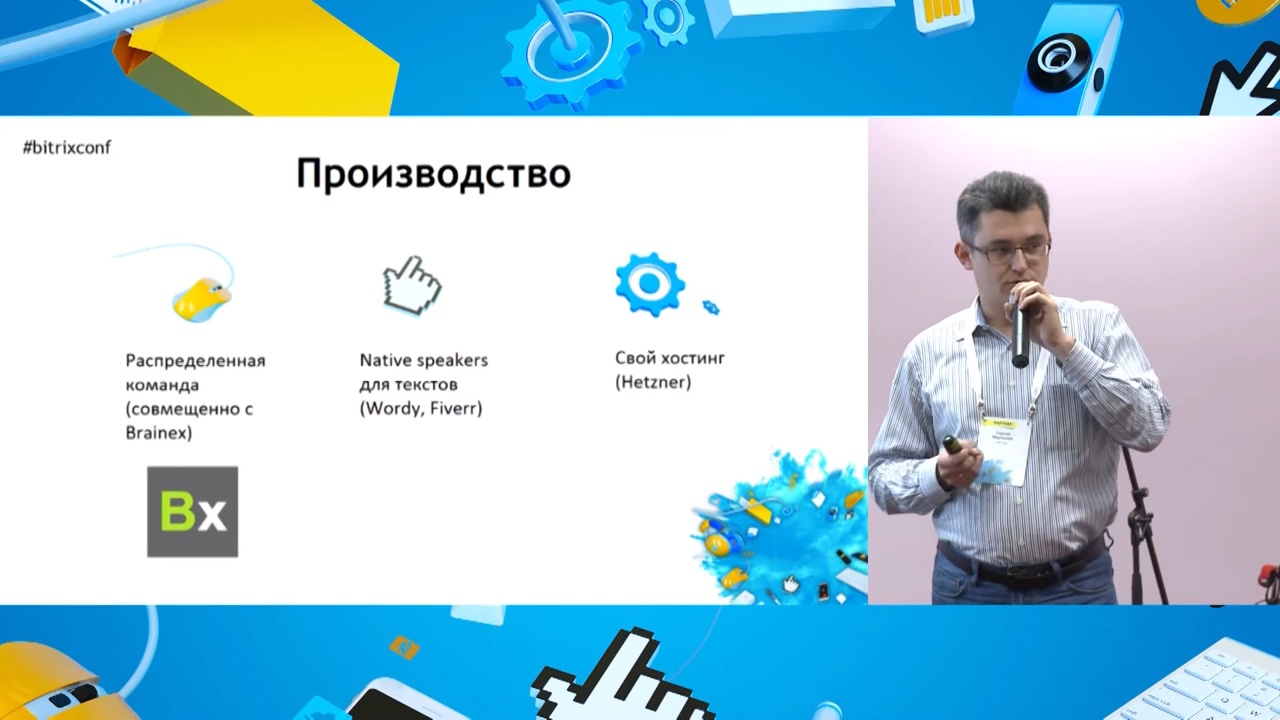 #bitrixconf
Производство
Распределенная
команда
(совмещенно с
Brainex)
Native speakers
для текстов
(Wordy, Fiverr)
Свой хостинг
(Hetzner)
Bx